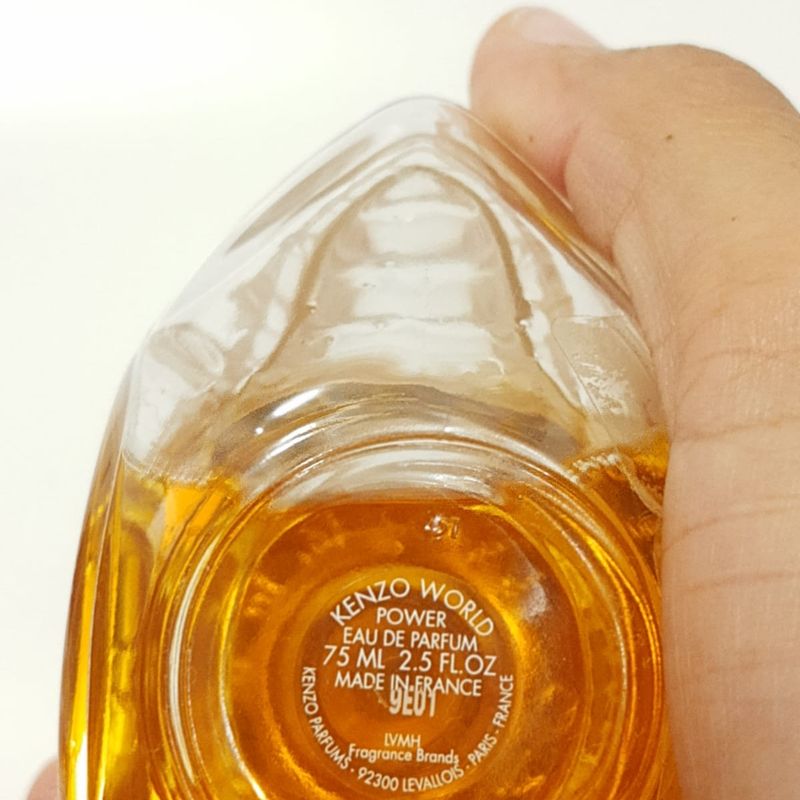 KENZO WORLD
POWER
EAU DE PARFUM
75 ML 2.5 FL.OZ
MADE IN FRANCE
9E01
LVMH
Fragrance Brands
KENZO PARFUMS - 92300 LEVALLOIS - PARIS - FRANCE